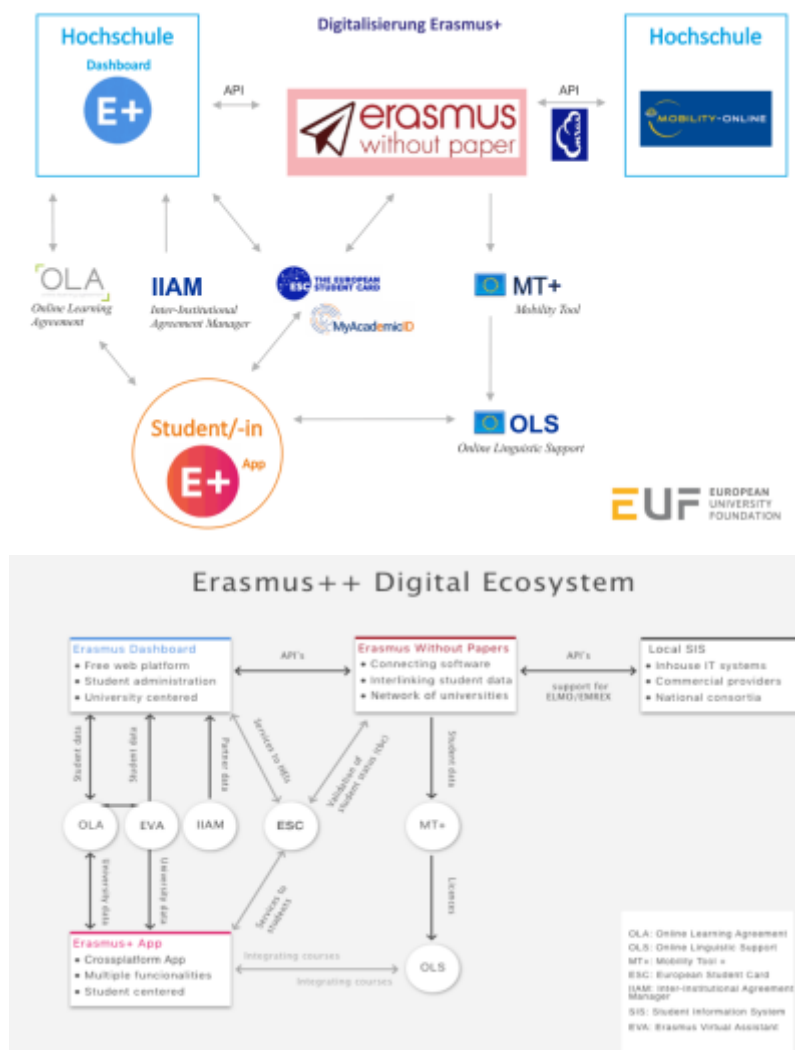 Digitalisierung Erasmus+
Hochschule
Dashboard
E+
API
erasmus
without paper
API
emrex
Hochschule
MOBILITY-ONLINE
OLA
Online Learning
Agreement
IIAM
Inter-Institutional
Agreement Manager
ESC
THE EUROPEAN
STUDENT CARD
MyAcademicID
MT+
Mobility Tool
Student/-in
E+
App
OLS
Online Linguistic Support
EUF
EUROPEAN
UNIVERSITY
FOUNDATION
Erasmus++ Digital Ecosystem
Erasmus Dashboard
• Free web platform
• Student administration
• University centered
API's
Erasmus Without Papers
• Connecting software
• Interlinking student data
• Network of universities
API's
support for
ELMO/EMREX
Local SIS
• Inhouse IT systems
• Commercial providers
• National consortia
Student data
Student data
Partner data
Services to HEIs
Validation of
student status (tbc)
Student data
OLA
EVA
IIAM
ESC
MT+
University data
University data
Services to
students
Licences
Erasmus+ App
• Crossplatform App
• Multiple funcionalities
• Student centered
Integrating courses
Integrating courses
OLS
OLA: Online Learning Agreement
OLS: Online Linguistic Support
MT+: Mobility Tool +
ESC: European Student Card
IIAM: Inter-Institutional Agreement
Manager
SIS: Student Information System
EVA: Erasmus Virtual Assistant